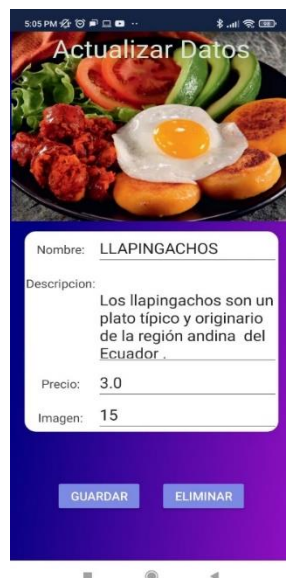 5:05 PM
Actualizar Datos
Nombre: LLAPINGACHOS
Descripcion:
Los llapingachos son un
plato típico y originario
de la región andina del
Ecuador .
Precio: 3.0
Imagen: 15
GUARDAR ELIMINAR